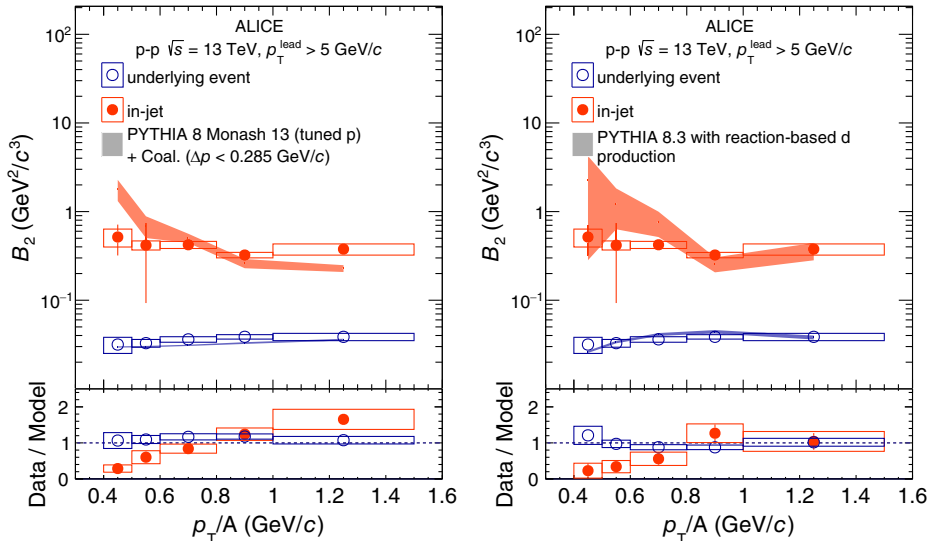 ALICE
p-p √s = 13 TeV, p_T^lead > 5 GeV/c
underlying event
in-jet
PYTHIA 8 Monash 13 (tuned p)
+ Coal. (Δp < 0.285 GeV/c)
B₂ (GeV²/c³)
10²
10
1
10⁻¹
Data / Model
2
1
0
0.4 0.6 0.8 1 1.2 1.4 1.6
p_T/A (GeV/c)
ALICE
p-p √s = 13 TeV, p_T^lead > 5 GeV/c
underlying event
in-jet
PYTHIA 8.3 with reaction-based d
production
B₂ (GeV²/c³)
10²
10
1
10⁻¹
Data / Model
2
1
0
0.4 0.6 0.8 1 1.2 1.4 1.6
p_T/A (GeV/c)